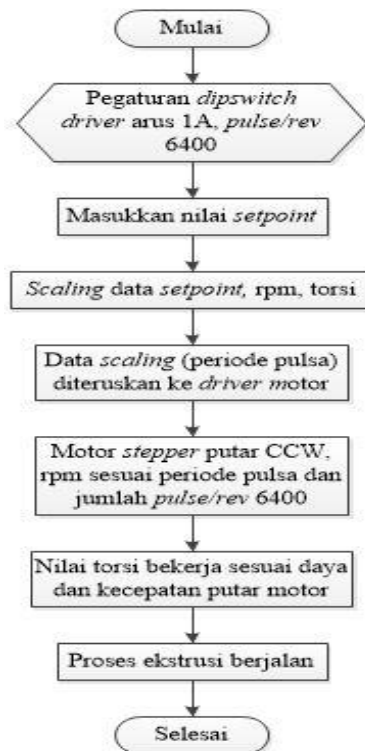 Mulai
Pegaturan dipswitch
driver arus 1A, pulse/rev
6400
Masukkan nilai setpoint
Scaling data setpoint, rpm, torsi
Data scaling (periode pulsa)
diteruskan ke driver motor
Motor stepper putar CCW,
rpm sesuai periode pulsa dan
jumlah pulse/rev 6400
Nilai torsi bekerja sesuai daya
dan kecepatan putar motor
Proses ekstrusi berjalan
Selesai